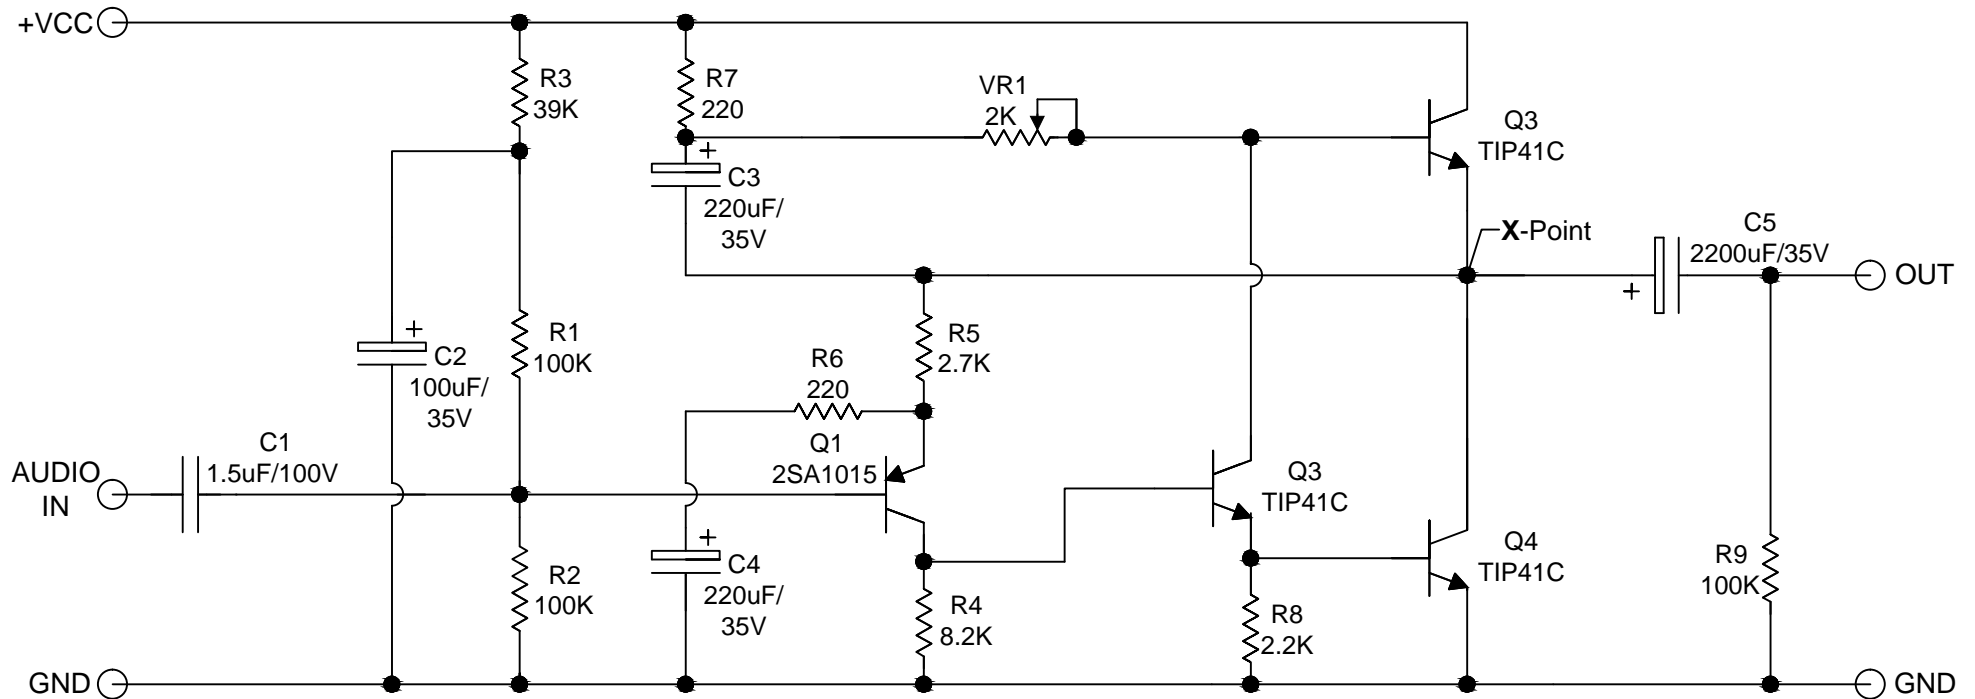 +VCC
R3
39K
R7
220
VR1
2K
Q3
TIP41C
+
C3
220uF/
35V
X-Point
C5
2200uF/35V
+
OUT
+
C2
100uF/
35V
R1
100K
R5
2.7K
R6
220
Q1
2SA1015
AUDIO
IN
C1
1.5uF/100V
Q3
TIP41C
+
C4
220uF/
35V
Q4
TIP41C
R2
100K
R4
8.2K
R8
2.2K
R9
100K
GND
GND